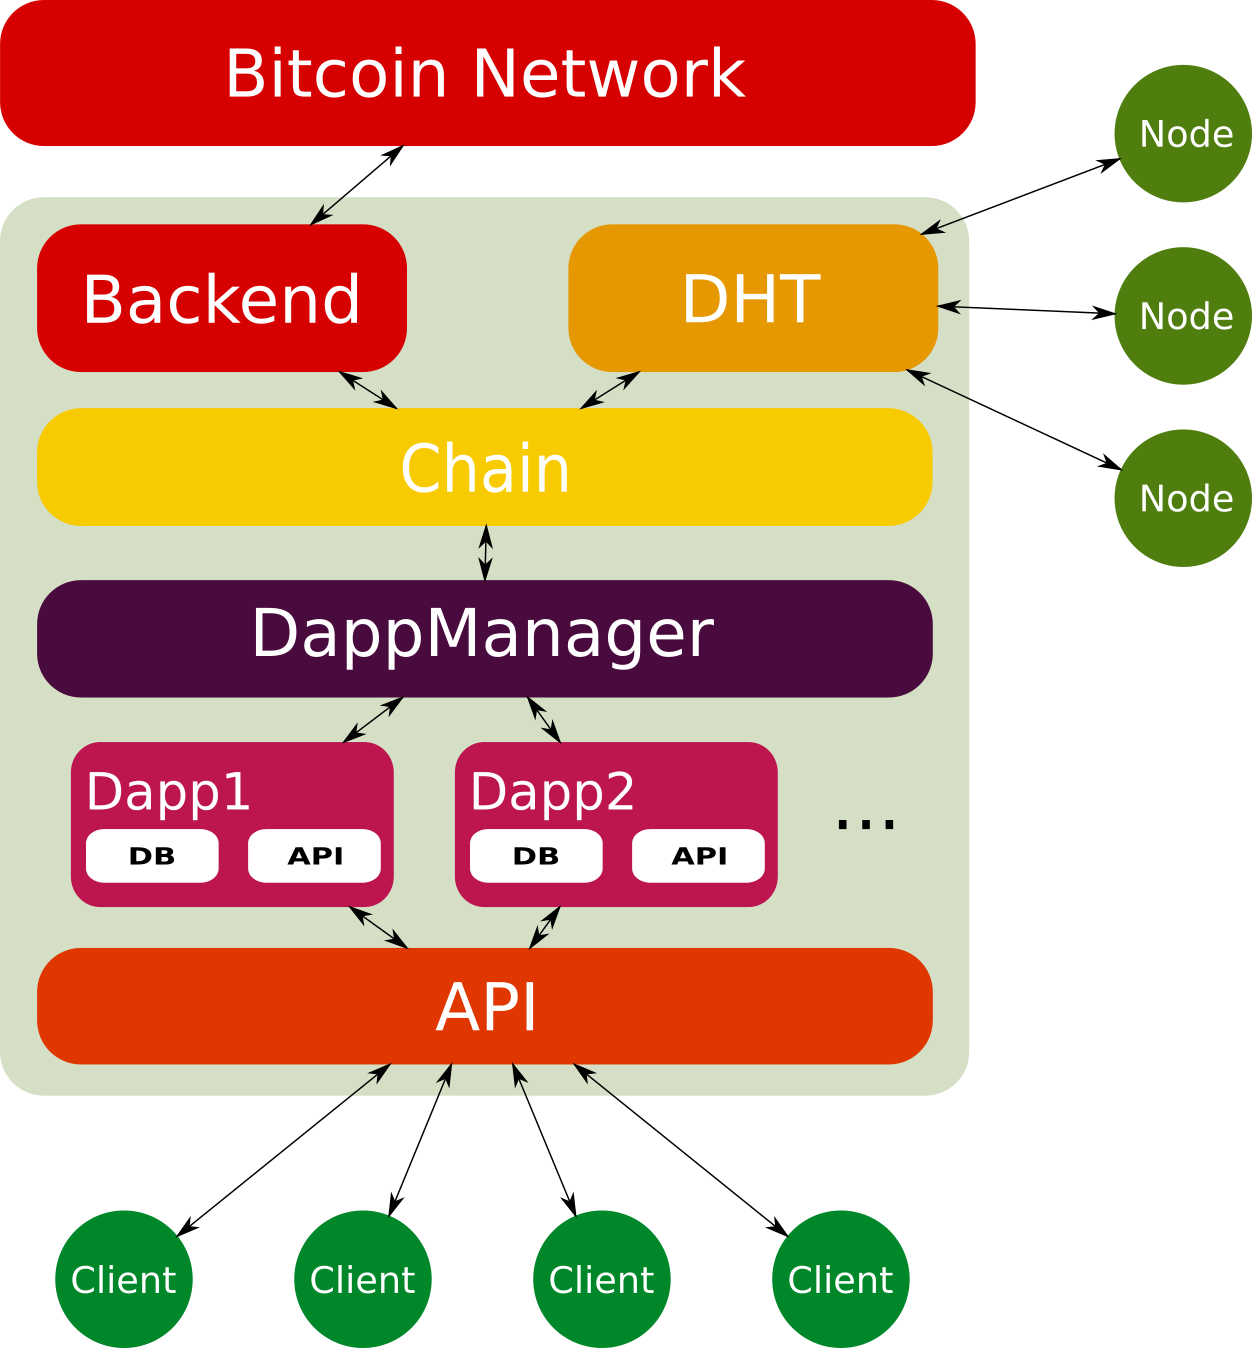 Bitcoin Network
Node
Backend
DHT
Node
Chain
Node
DappManager
Dapp1
Dapp2
...
DB
API
DB
API
API
Client
Client
Client
Client